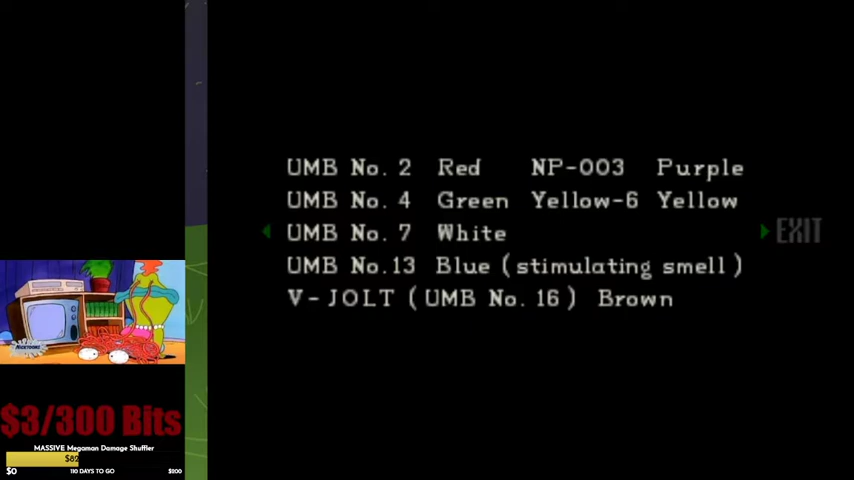 UMB No. 2 Red NP-003 Purple
UMB No. 4 Green Yellow-6 Yellow
UMB No. 7 White
EXIT
UMB No.13 Blue (stimulating smell)
V-JOLT (UMB No. 16) Brown
NICKTOONS
$3/300 Bits
MASSIVE Megaman Damage Shuffler
$82
$0 110 DAYS TO GO $200